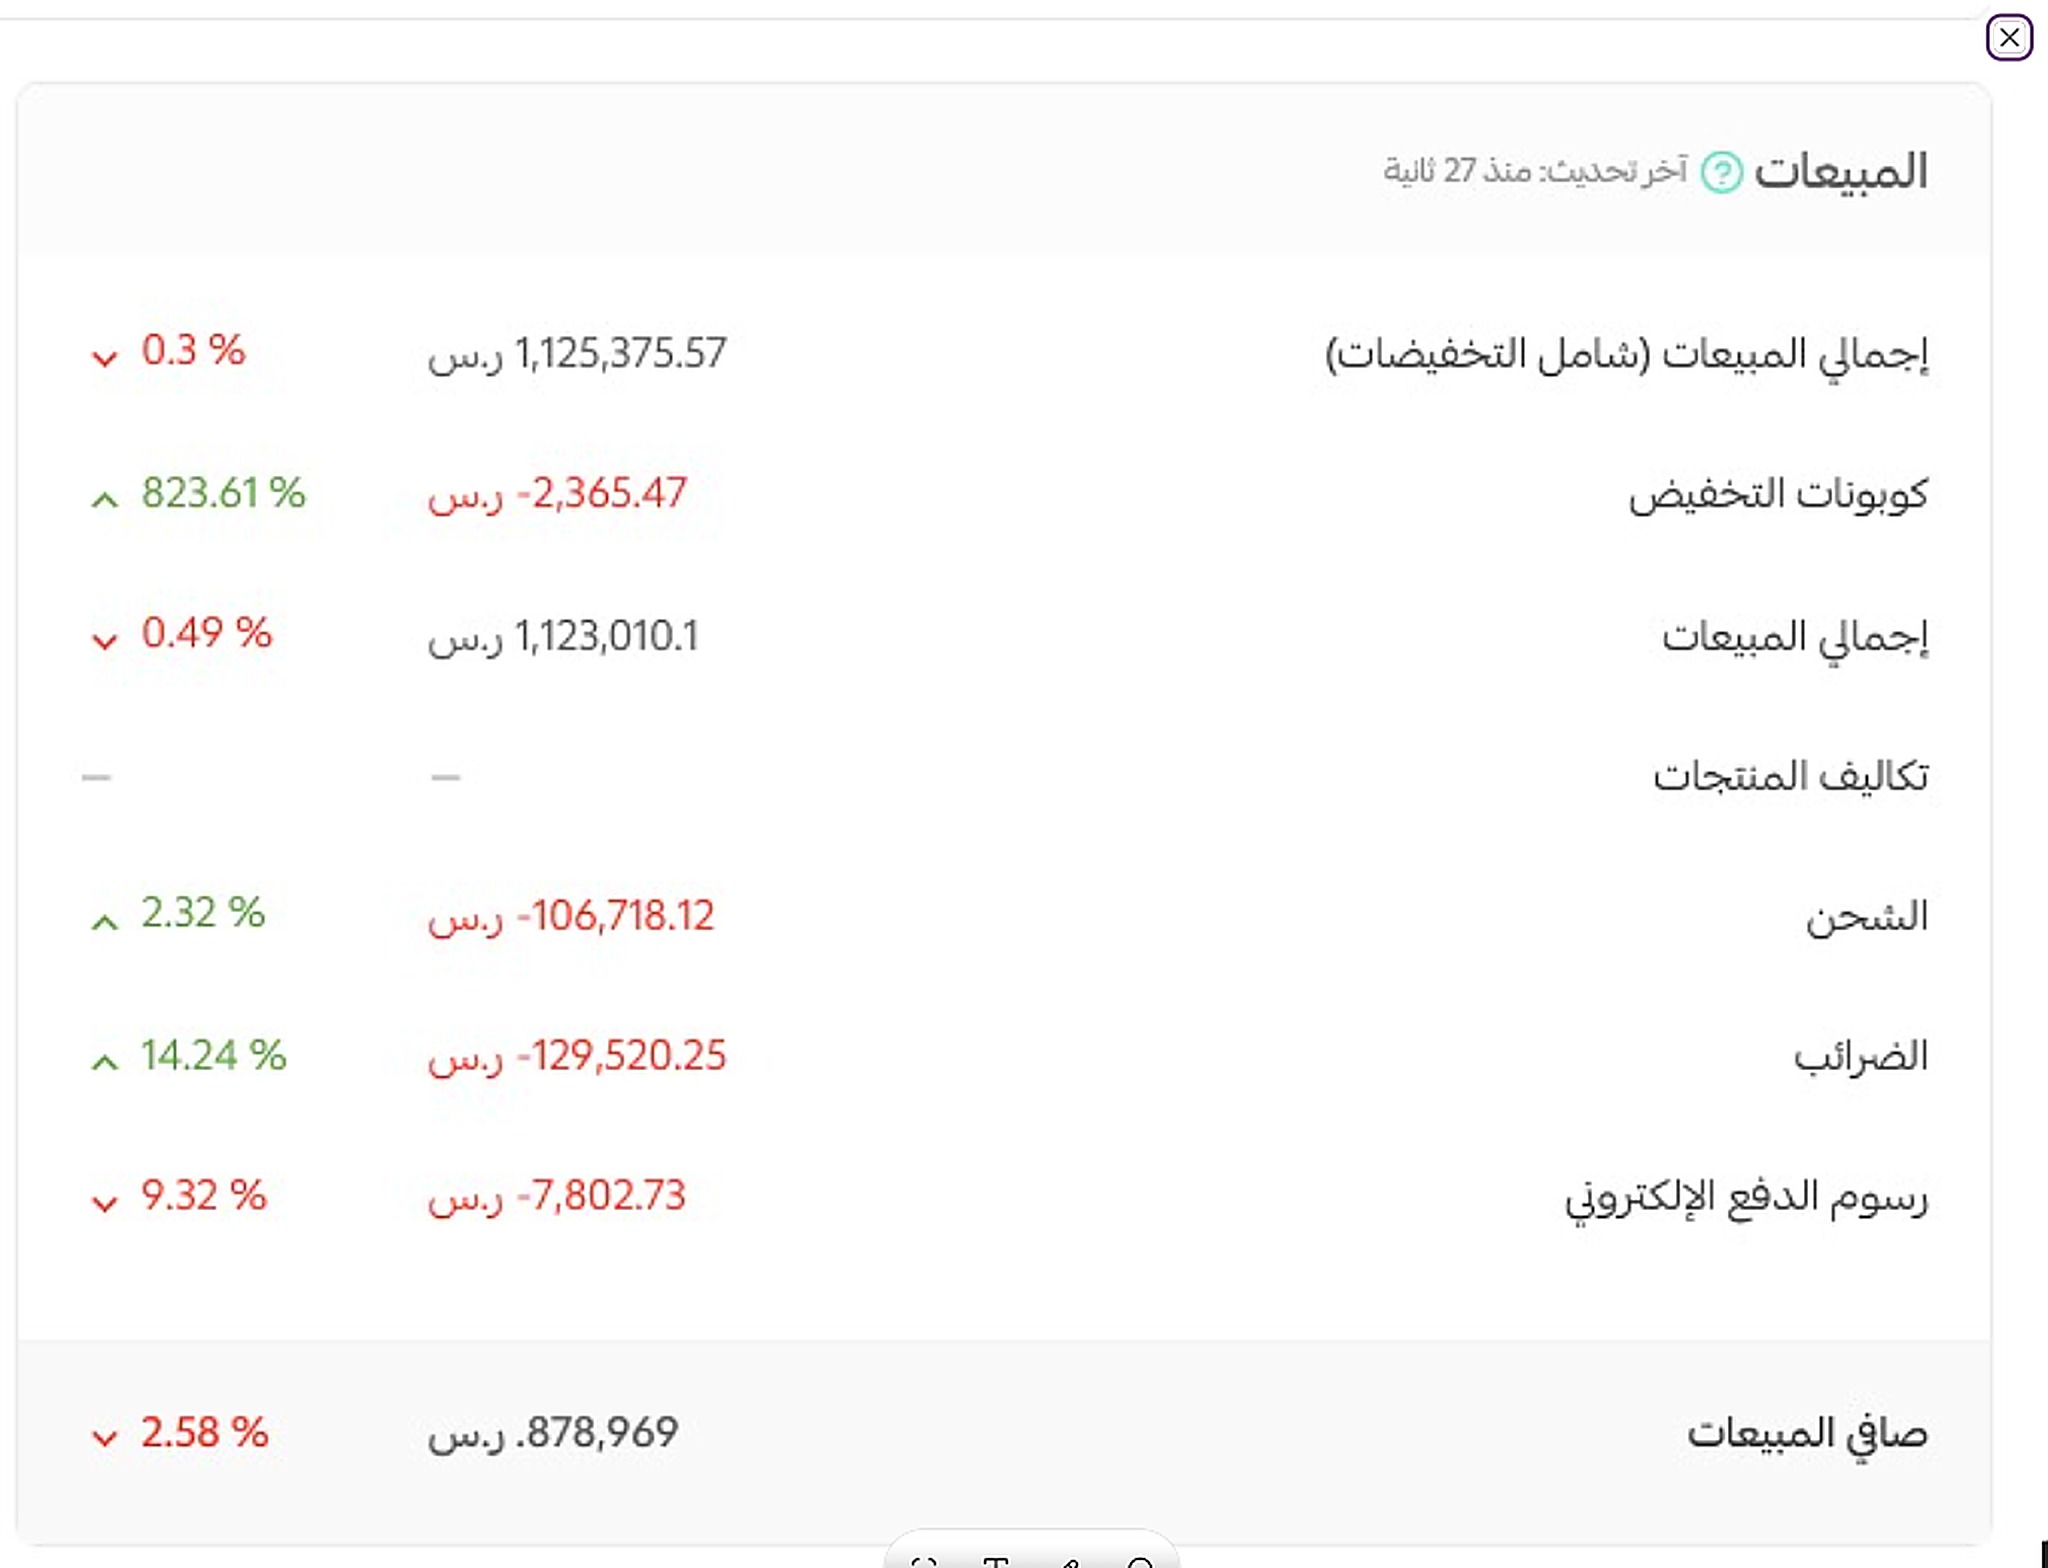 المبيعات ? آخر تحديث: منذ 27 ثانية
إجمالي المبيعات (شامل التخفيضات) 1,125,375.57 ر.س 0.3 %
كوبونات التخفيض -2,365.47 ر.س 823.61 %
إجمالي المبيعات 1,123,010.1 ر.س 0.49 %
تكاليف المنتجات — —
الشحن -106,718.12 ر.س 2.32 %
الضرائب -129,520.25 ر.س 14.24 %
رسوم الدفع الإلكتروني -7,802.73 ر.س 9.32 %
صافي المبيعات .878,969 ر.س 2.58 %